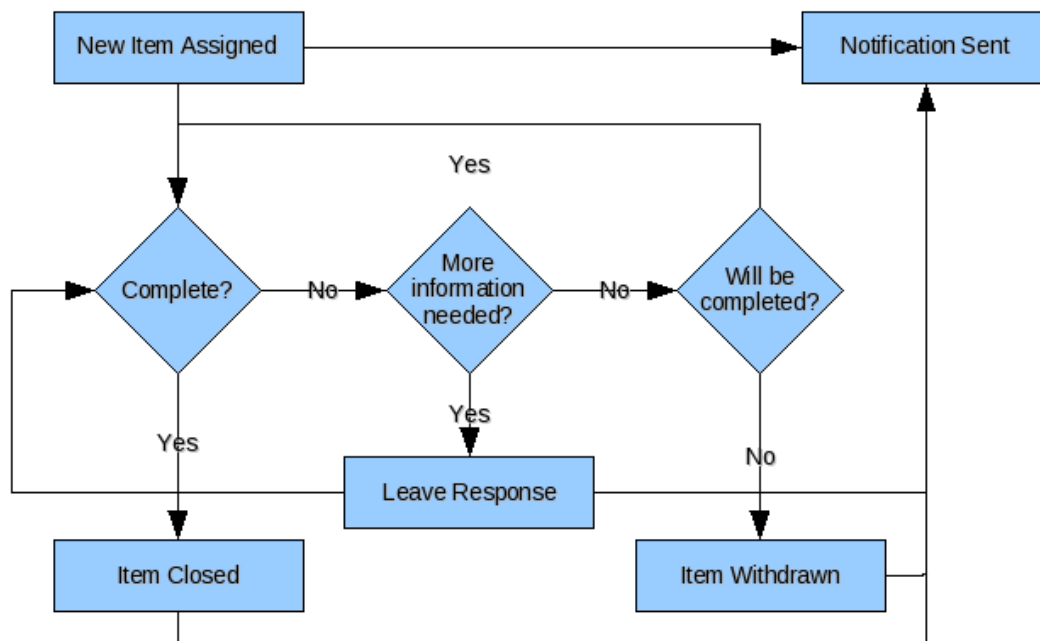 New Item Assigned
Notification Sent
Yes
Complete?
No
More
information
needed?
No
Will be
completed?
Yes
Yes
No
Leave Response
Item Closed
Item Withdrawn